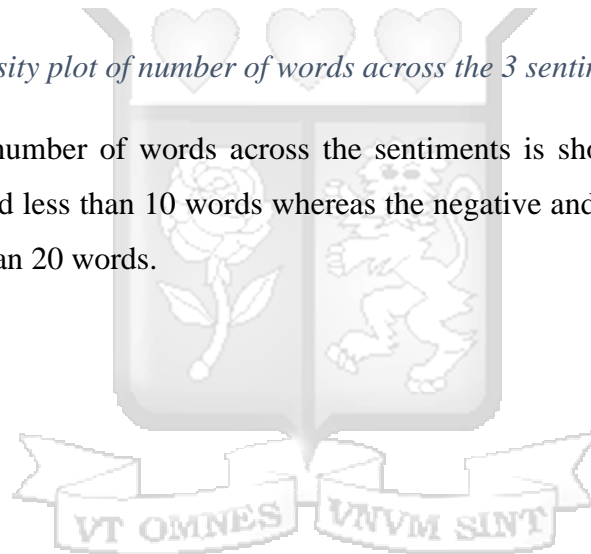 sity plot of number of words across the 3 sentin
number of words across the sentiments is sho
d less than 10 words whereas the negative and
an 20 words.
VT OMNES VNVM SINT